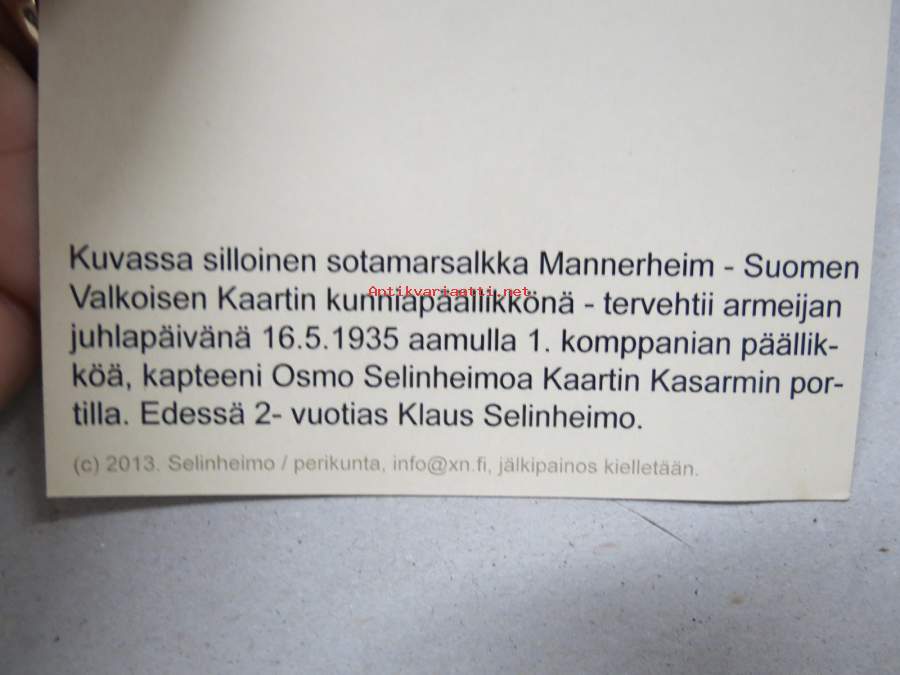 Kuvassa silloinen sotamarsalkka Mannerheim - Suomen
Valkoisen Kaartin kunniapäällikkönä - tervehtii armeijan
Antikvariaatti.net
juhlapäivänä 16.5.1935 aamulla 1. komppanian päällik-
köä, kapteeni Osmo Selinheimoa Kaartin Kasarmin por-
tilla. Edessä 2- vuotias Klaus Selinheimo.
(c) 2013. Selinheimo / perikunta, info@xn.fi, jälkipainos kielletään.